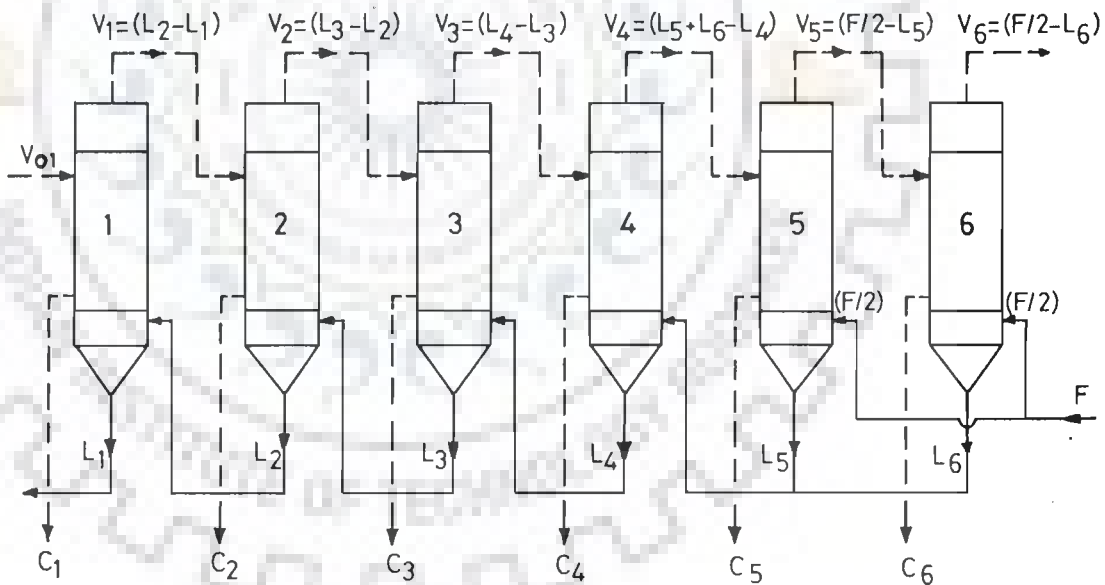 V₁=(L₂-L₁) V₂=(L₃-L₂) V₃=(L₄-L₃) V₄=(L₅+L₆-L₄) V₅=(F/2-L₅) V₆=(F/2-L₆)
V₀₁
1 2 3 4 5 6
(F/2) (F/2)
F
L₁ L₂ L₃ L₄ L₅ L₆
C₁ C₂ C₃ C₄ C₅ C₆